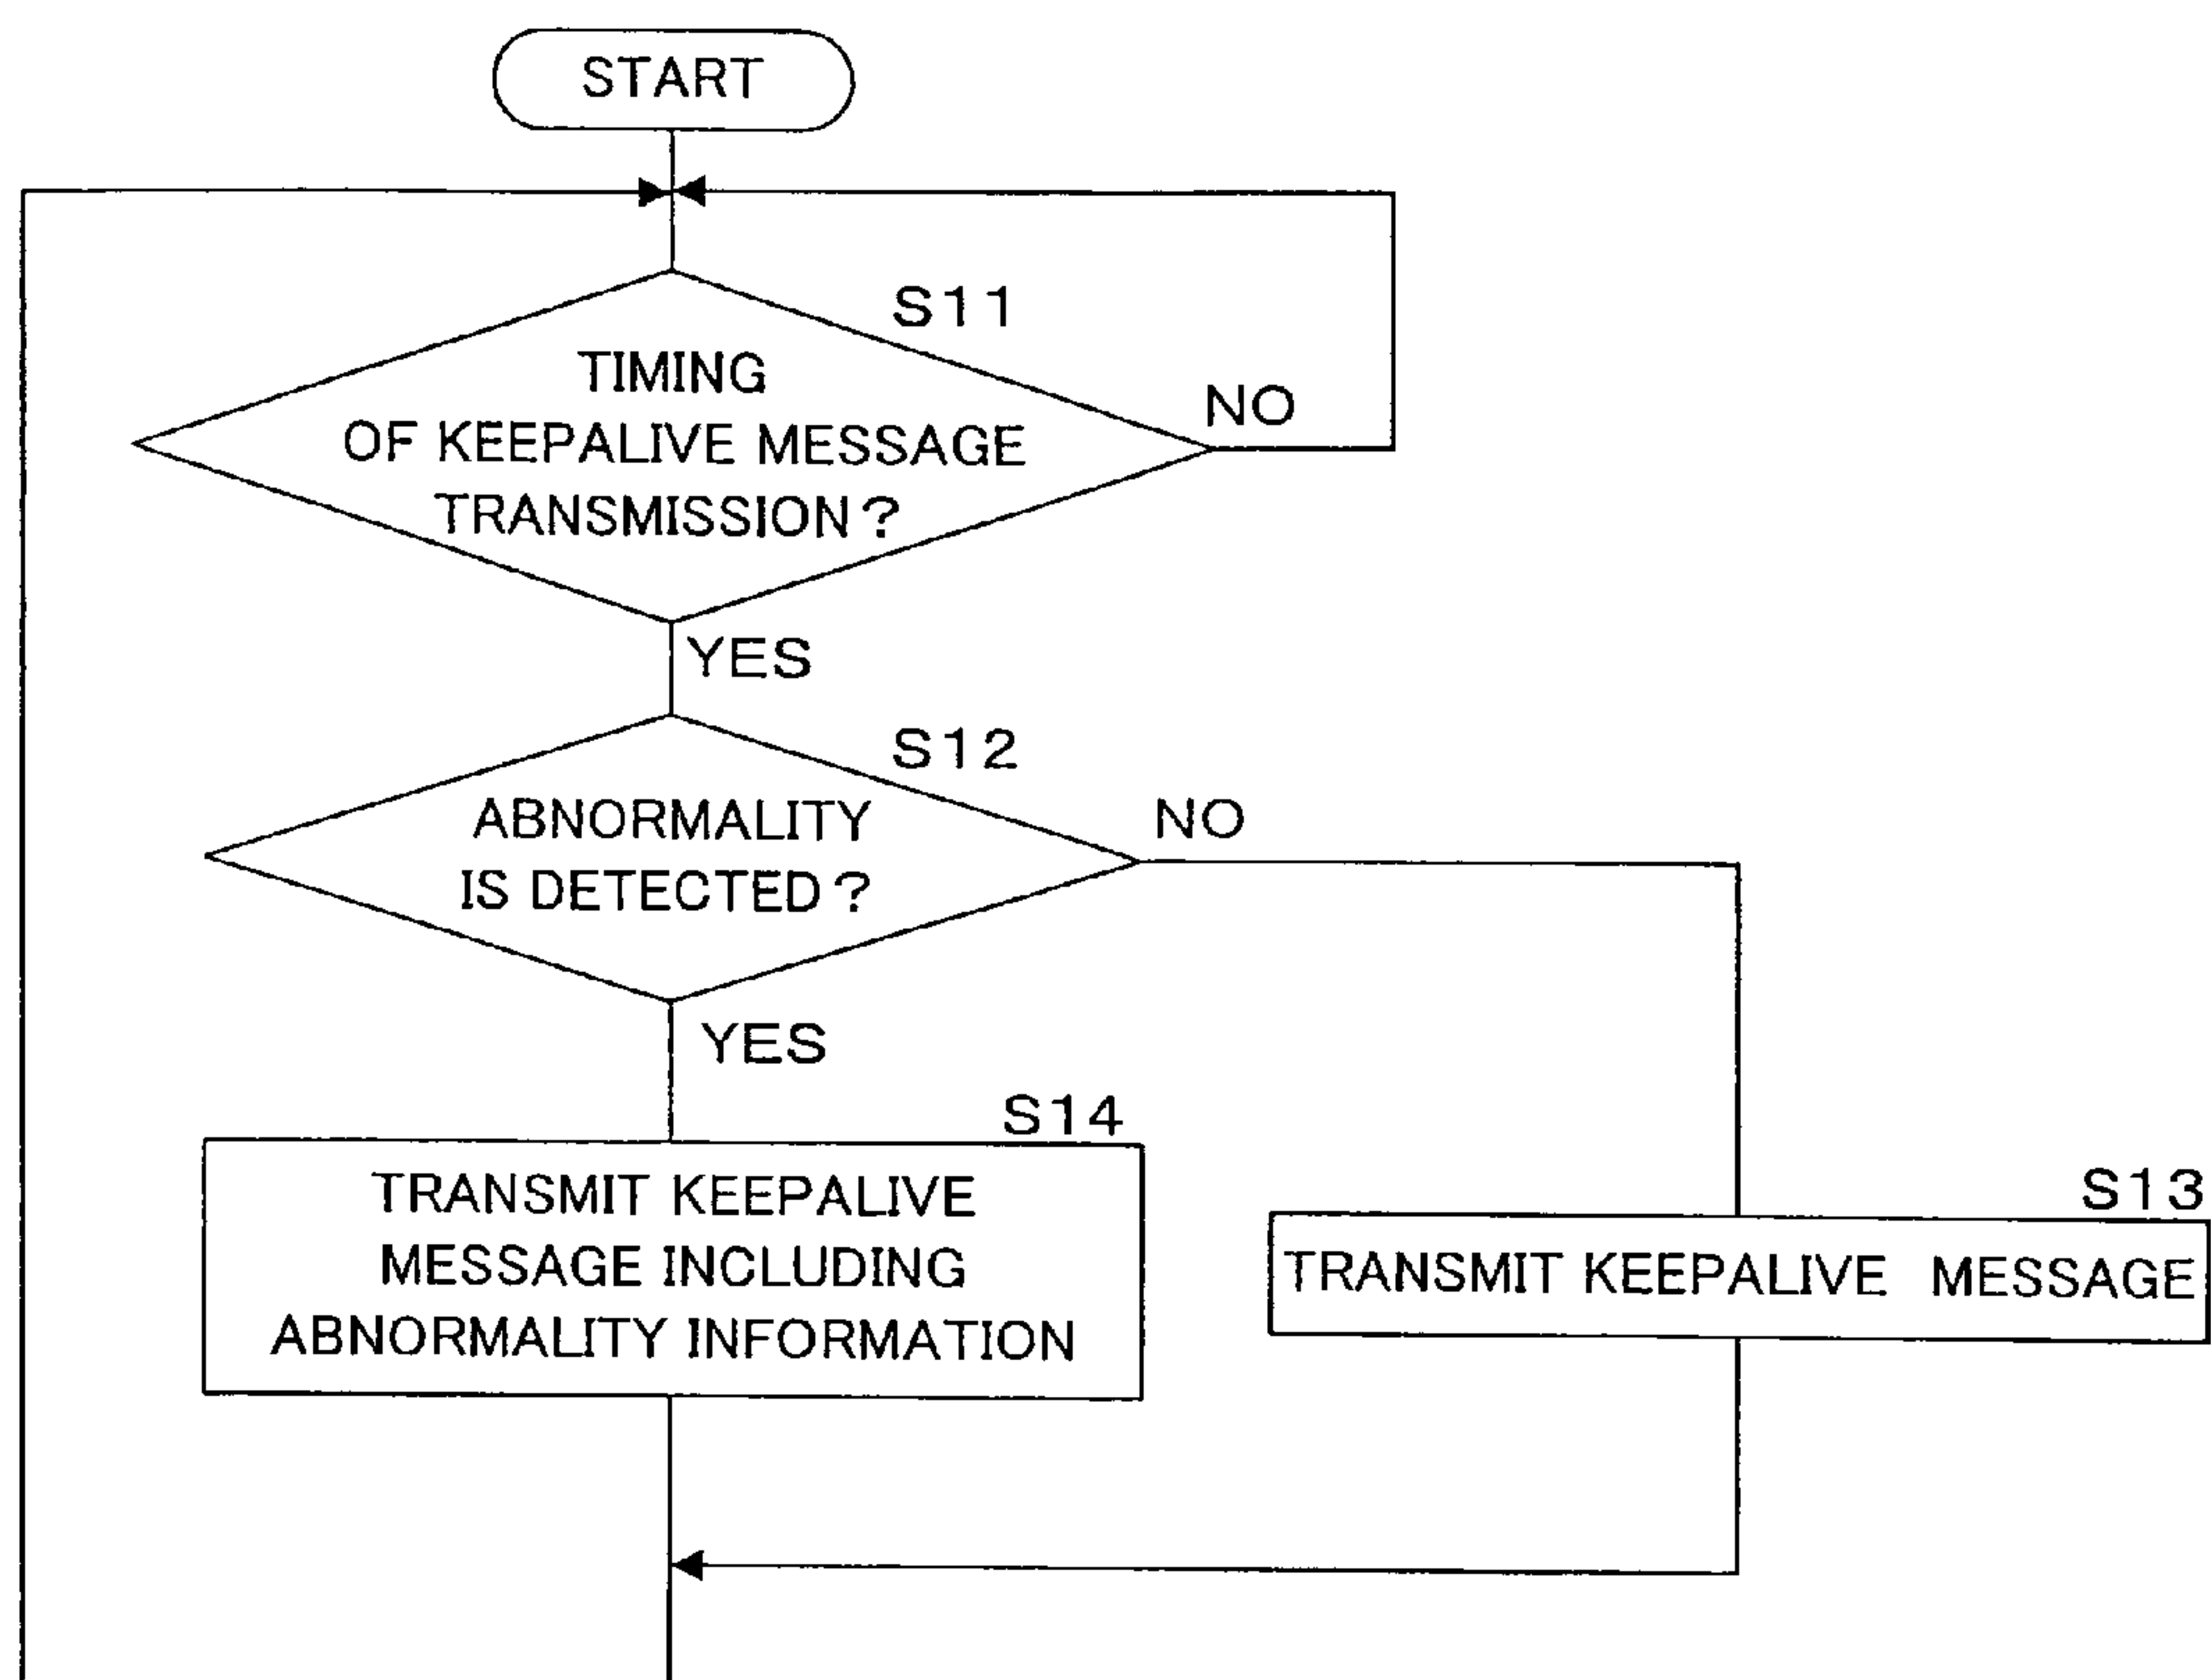 START
S11
TIMING
OF KEEPALIVE MESSAGE
TRANSMISSION?
NO
YES
S12
ABNORMALITY
IS DETECTED?
NO
YES
S14
TRANSMIT KEEPALIVE
MESSAGE INCLUDING
ABNORMALITY INFORMATION
S13
TRANSMIT KEEPALIVE MESSAGE